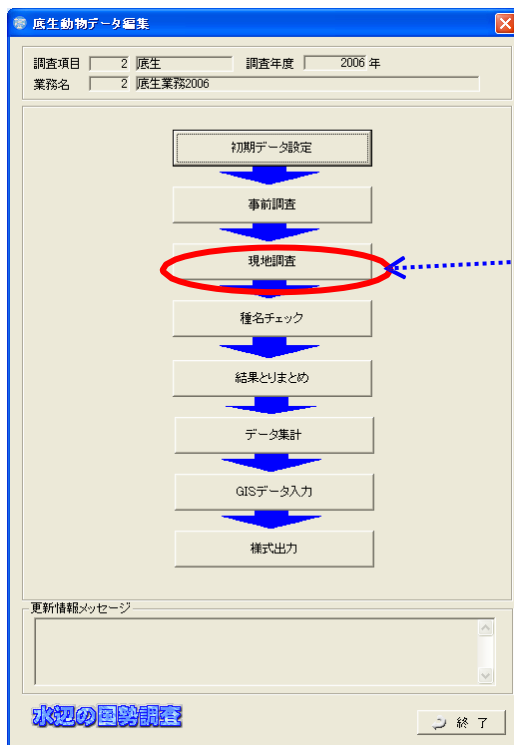 底生動物データ編集
調査項目 2 底生 調査年度 2006 年
業務名 2 底生業務2006
初期データ設定
事前調査
現地調査
種名チェック
結果とりまとめ
データ集計
GISデータ入力
様式出力
更新情報メッセージ
水辺の国勢調査
終 了